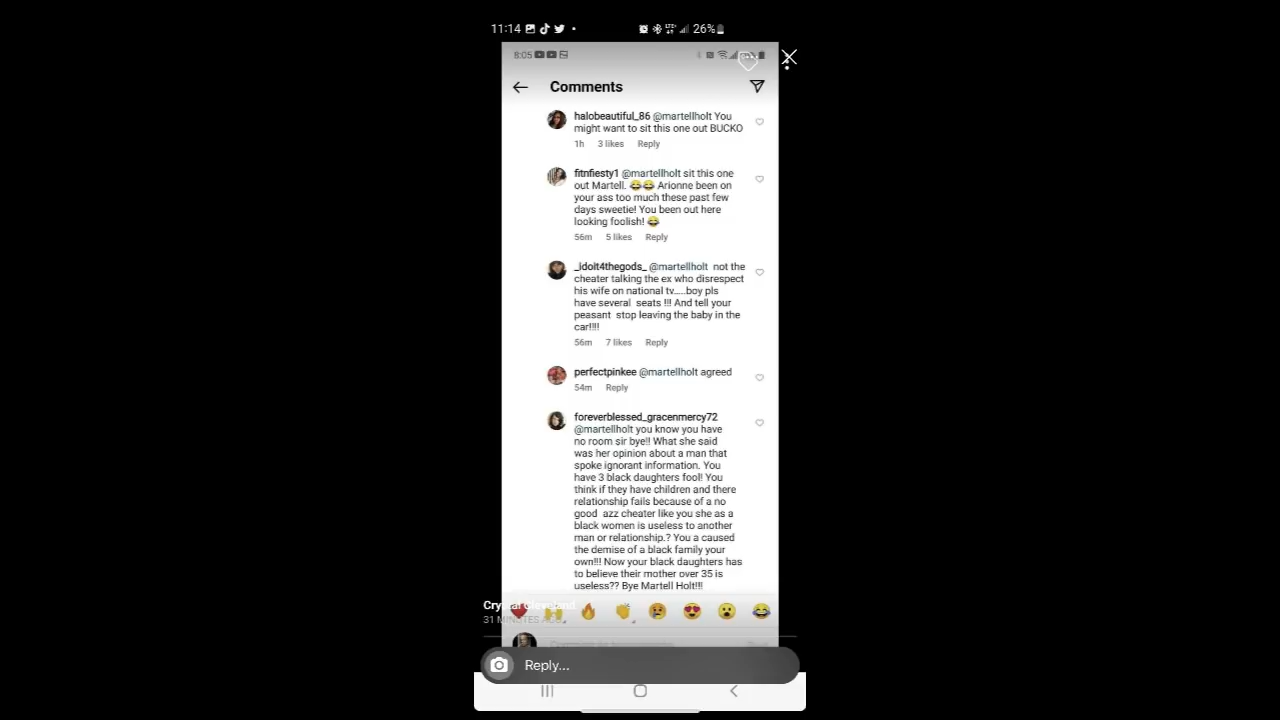 11:14
26%
8:05
Comments
halobeautiful_86 @martellholt You
might want to sit this one out BUCKO
1h 3 likes Reply
fitnfiesty1 @martellholt sit this one
out Martell. 😂😂 Arionne been on
your ass too much these past few
days sweetie! You been out here
looking foolish! 😂
56m 5 likes Reply
_idolt4thegods_ @martellholt not the
cheater talking the ex who disrespect
his wife on national tv.....boy pls
have several seats !!! And tell your
peasant stop leaving the baby in the
car!!!!
56m 7 likes Reply
perfectpinkee @martellholt agreed
54m Reply
foreverblessed_gracenmercy72
@martellholt you know you have
no room sir bye!! What she said
was her opinion about a man that
spoke ignorant information. You
have 3 black daughters fool! You
think if they have children and there
relationship fails because of a no
good azz cheater like you she as a
black women is useless to another
man or relationship.? You a caused
the demise of a black family your
own!!! Now your black daughters has
to believe their mother over 35 is
useless?? Bye Martell Holt!!!
Crystal Cleveland
31 MINUTES AGO
Reply...